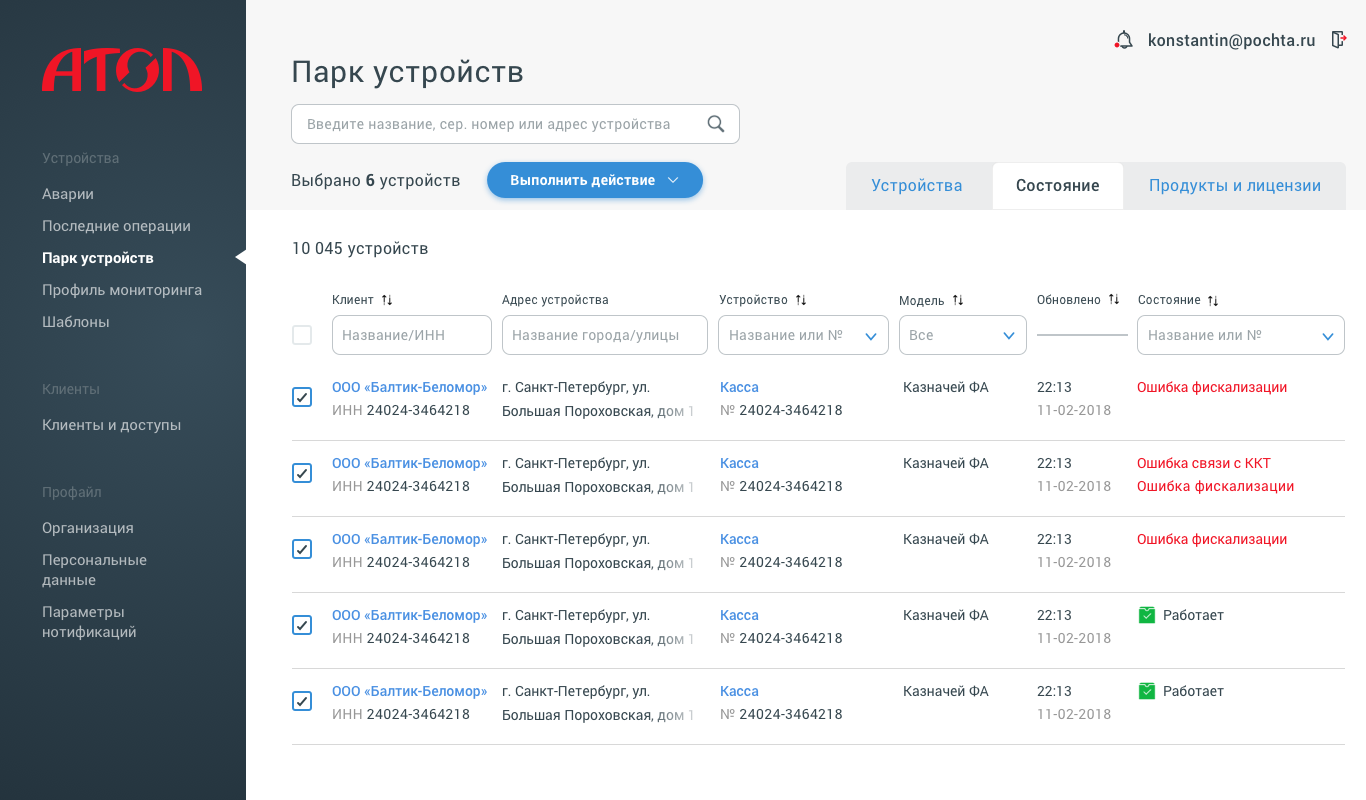 АТОЛ
Устройства
Аварии
Последние операции
Парк устройств
Профиль мониторинга
Шаблоны
Клиенты
Клиенты и доступы
Профайл
Организация
Персональные
данные
Параметры
нотификаций
konstantin@pochta.ru
Парк устройств
Введите название, сер. номер или адрес устройства
Выбрано 6 устройств
Выполнить действие
Устройства
Состояние
Продукты и лицензии
10 045 устройств
Клиент
Адрес устройства
Устройство
Модель
Обновлено
Состояние
Название/ИНН
Название города/улицы
Название или №
Все
Название или №
ООО «Балтик-Беломор» г. Санкт-Петербург, ул. Касса Казначей ФА 22:13 Ошибка фискализации
ИНН 24024-3464218 Большая Пороховская, дом 1 № 24024-3464218 11-02-2018
ООО «Балтик-Беломор» г. Санкт-Петербург, ул. Касса Казначей ФА 22:13 Ошибка связи с ККТ
ИНН 24024-3464218 Большая Пороховская, дом 1 № 24024-3464218 11-02-2018 Ошибка фискализации
ООО «Балтик-Беломор» г. Санкт-Петербург, ул. Касса Казначей ФА 22:13 Ошибка фискализации
ИНН 24024-3464218 Большая Пороховская, дом 1 № 24024-3464218 11-02-2018
ООО «Балтик-Беломор» г. Санкт-Петербург, ул. Касса Казначей ФА 22:13 Работает
ИНН 24024-3464218 Большая Пороховская, дом 1 № 24024-3464218 11-02-2018
ООО «Балтик-Беломор» г. Санкт-Петербург, ул. Касса Казначей ФА 22:13 Работает
ИНН 24024-3464218 Большая Пороховская, дом 1 № 24024-3464218 11-02-2018